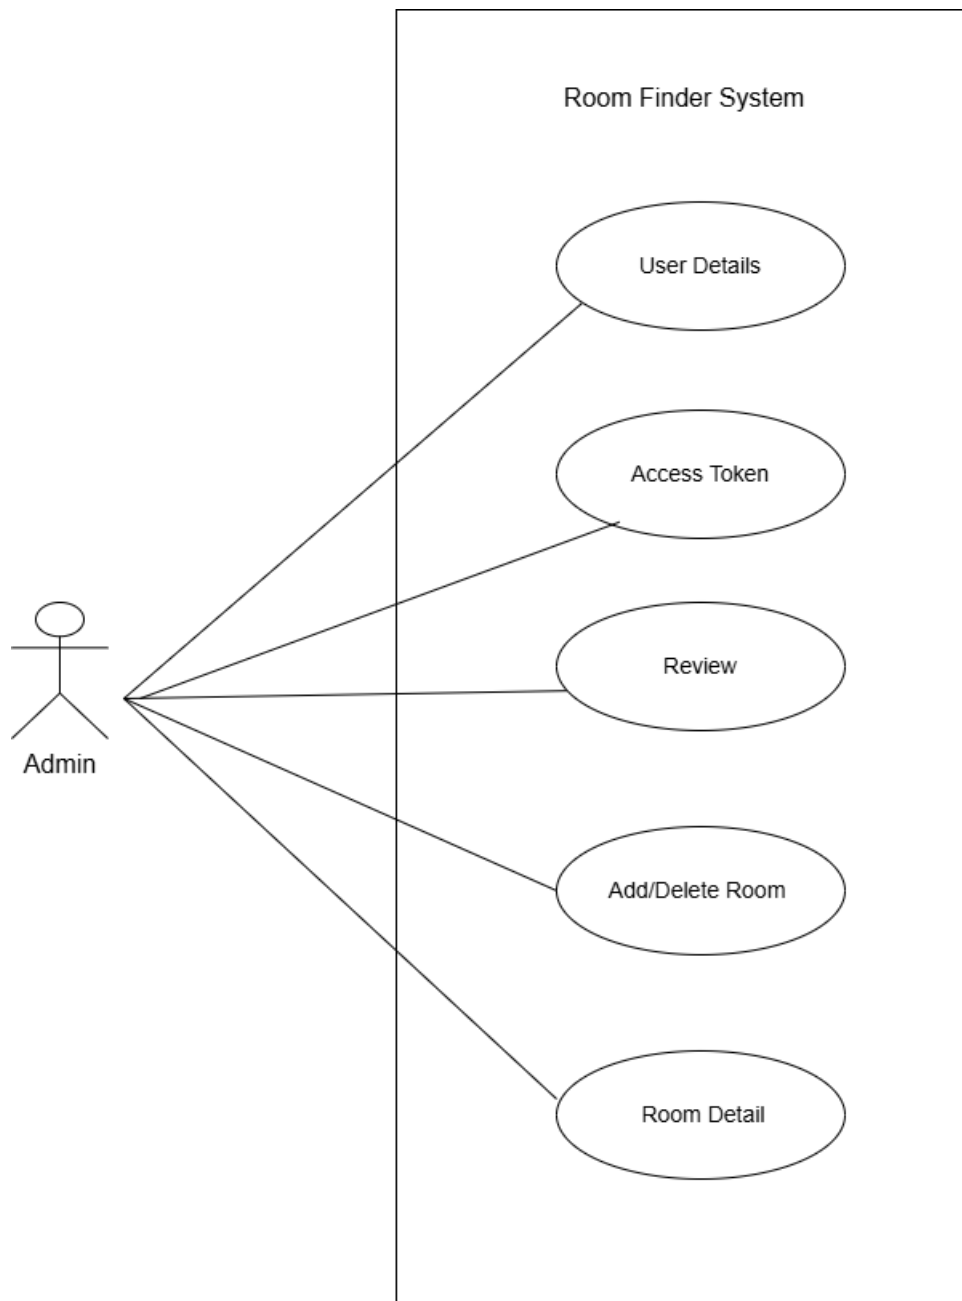 Room Finder System
User Details
Access Token
Review
Admin
Add/Delete Room
Room Detail